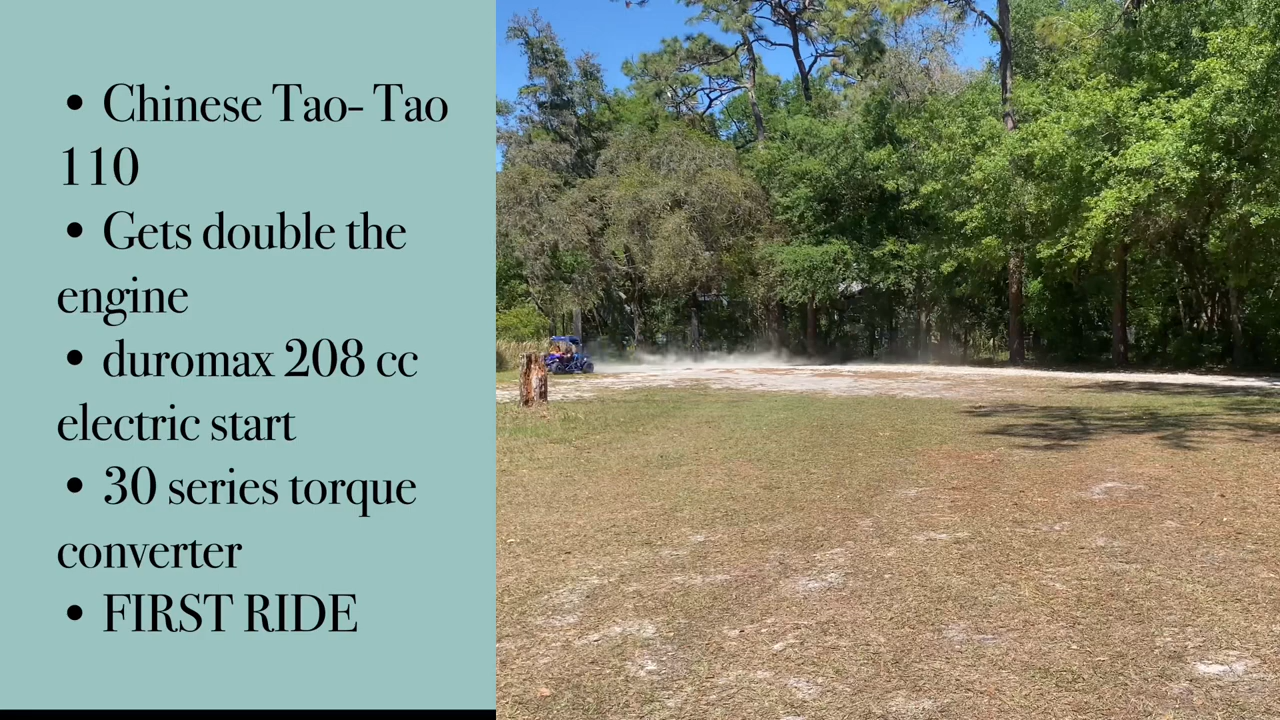 • Chinese Tao- Tao
110
• Gets double the
engine
• duromax 208 cc
electric start
• 30 series torque
converter
• FIRST RIDE